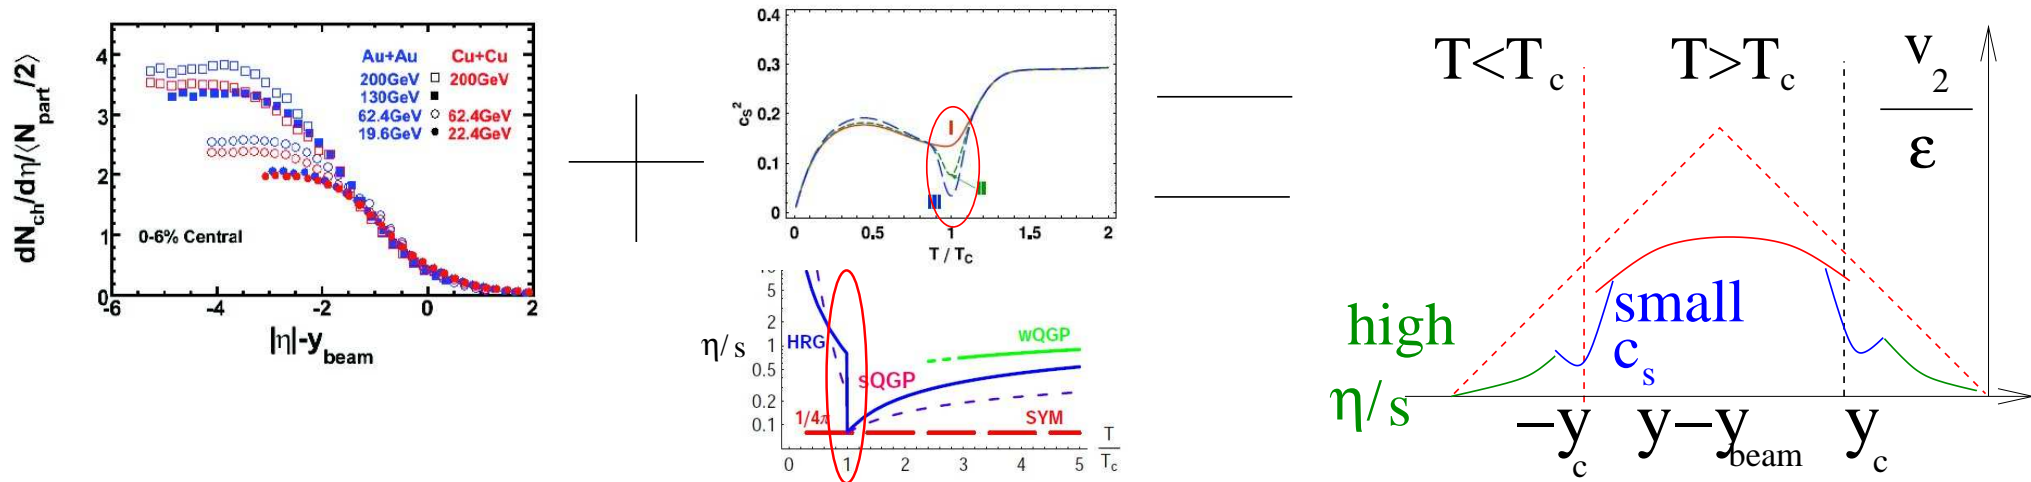 dN_ch/dη/⟨N_part/2⟩
4
3
2
1
0
Au+Au Cu+Cu
200GeV □ 200GeV
130GeV ■
62.4GeV ○ 62.4GeV
19.6GeV ● 22.4GeV
0-6% Central
-6 -4 -2 0 2
|η|-y_beam
+
c_s^2
0.4
0.3
0.2
0.1
0
I
II
III
0 0.5 1 1.5 2
T / T_C
η/s
10
5
2
1
0.5
0.2
0.1
HRG
wQGP
sQGP
1/4π
SYM
0 1 2 3 4 5
T
T_C
=
T<T_c T>T_c
v_2
ε
high
η/s
small
c_s
−y_c y−y_beam y_c